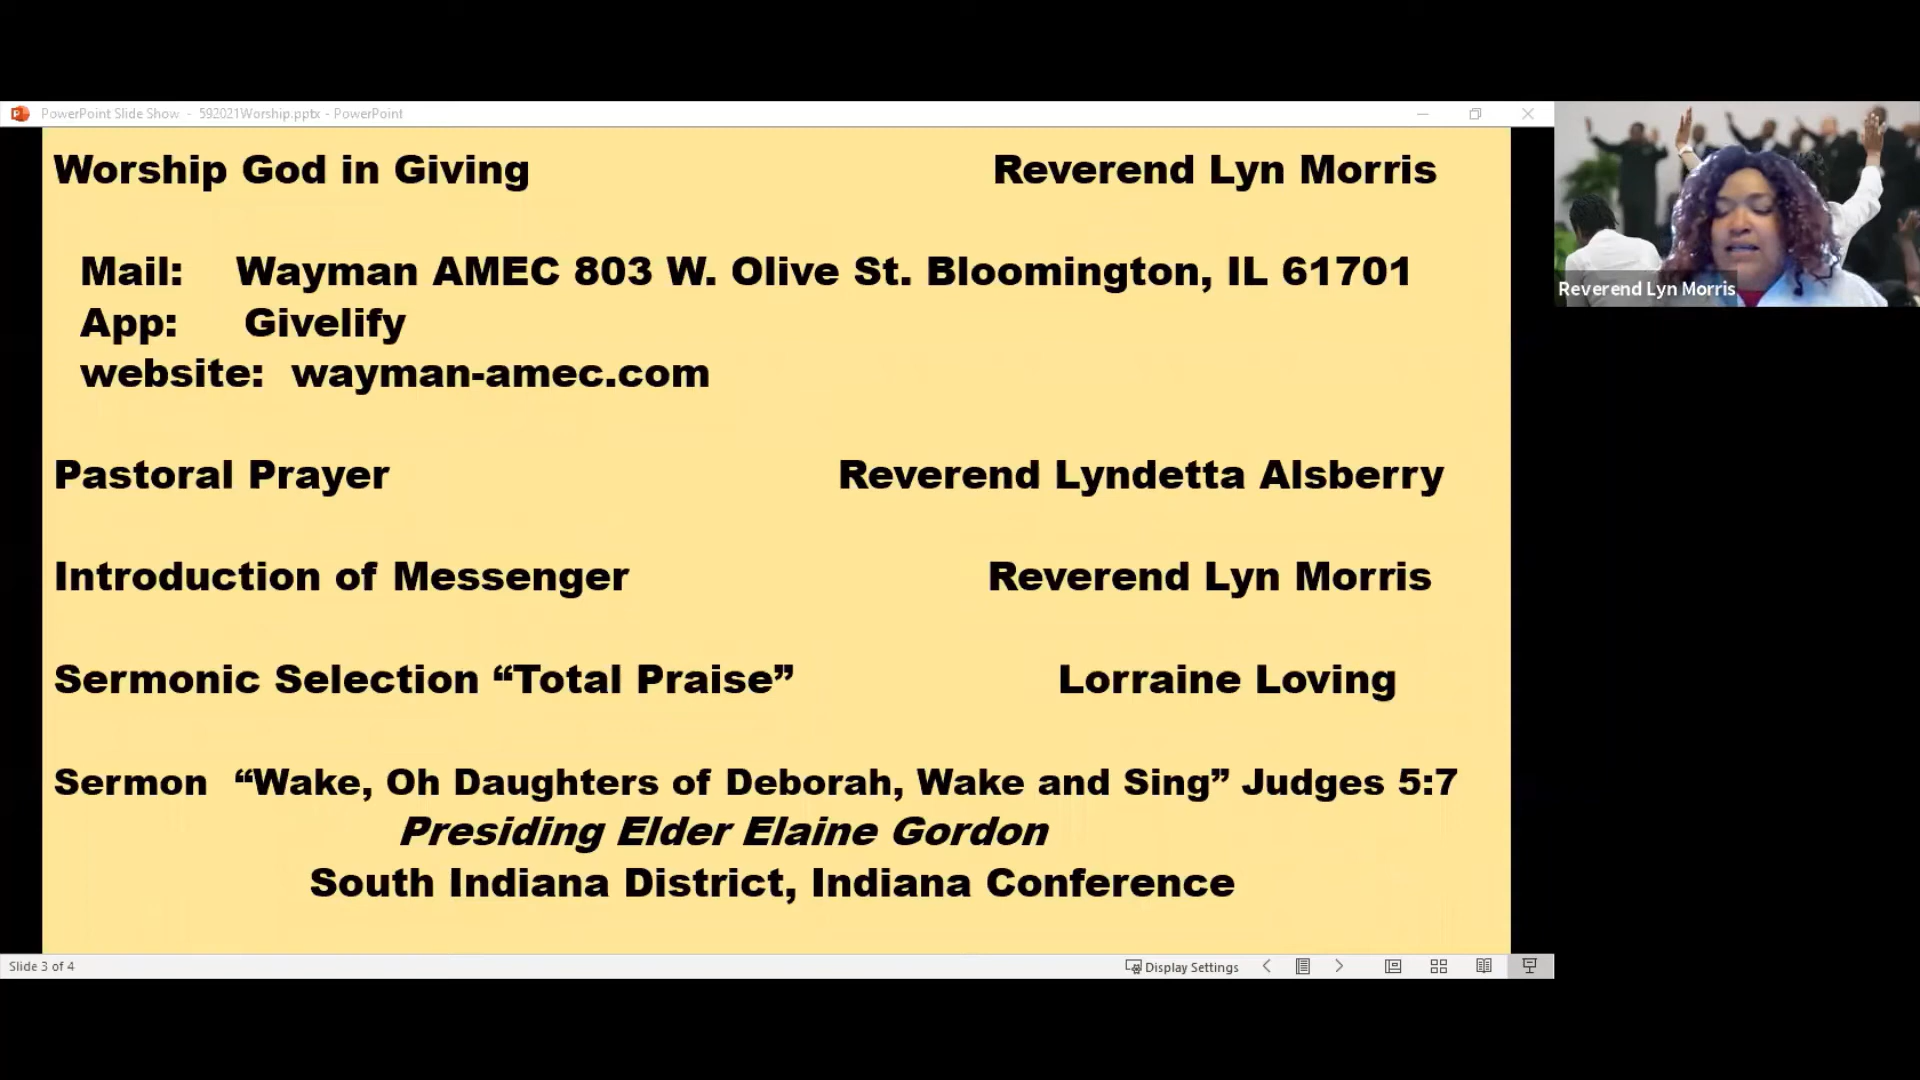 PowerPoint Slide Show - 592021Worship.pptx - PowerPoint
Worship God in Giving Reverend Lyn Morris
Mail: Wayman AMEC 803 W. Olive St. Bloomington, IL 61701
App: Givelify
website: wayman-amec.com
Pastoral Prayer Reverend Lyndetta Alsberry
Introduction of Messenger Reverend Lyn Morris
Sermonic Selection “Total Praise” Lorraine Loving
Sermon “Wake, Oh Daughters of Deborah, Wake and Sing” Judges 5:7
Presiding Elder Elaine Gordon
South Indiana District, Indiana Conference
Slide 3 of 4
Display Settings
Reverend Lyn Morris